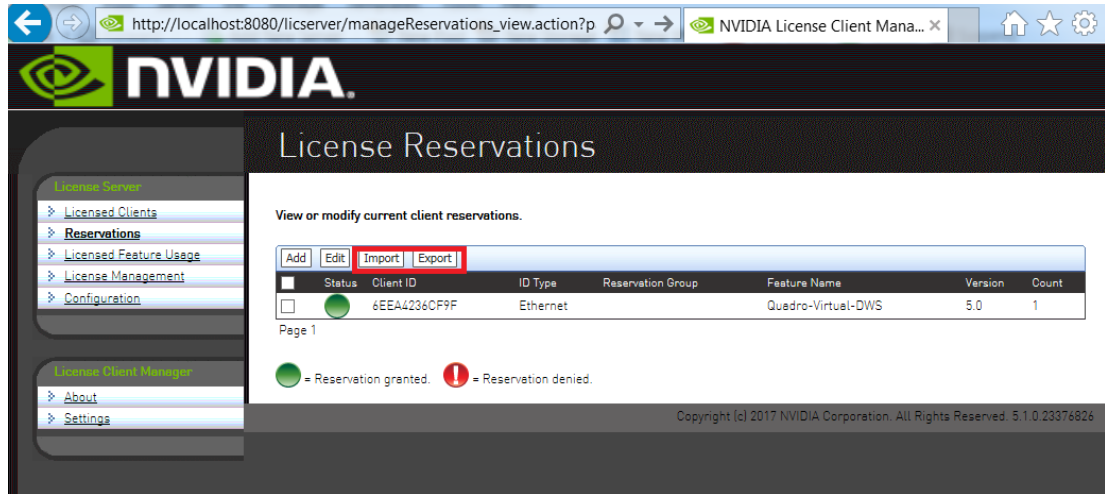 http://localhost:8080/licserver/manageReservations_view.action?p
NVIDIA License Client Mana...
NVIDIA.
License Reservations
License Server
Licensed Clients
Reservations
Licensed Feature Usage
License Management
Configuration
License Client Manager
About
Settings
View or modify current client reservations.
Add Edit Import Export
Status Client ID ID Type Reservation Group Feature Name Version Count
6EEA4236CF9F Ethernet Quadro-Virtual-DWS 5.0 1
Page 1
= Reservation granted. = Reservation denied.
Copyright (c) 2017 NVIDIA Corporation. All Rights Reserved. 5.1.0.23376826